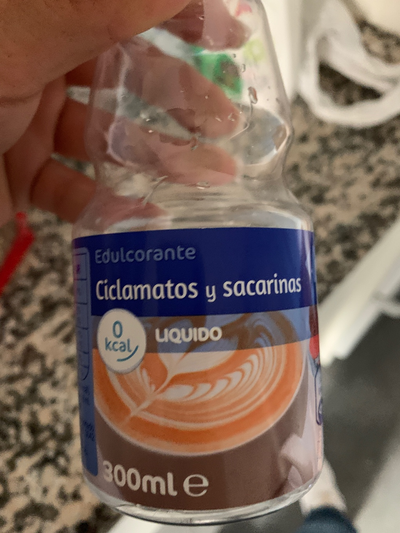 Edulcorante
Ciclamatos y sacarinas
0
kcal
LIQUIDO
300ml e